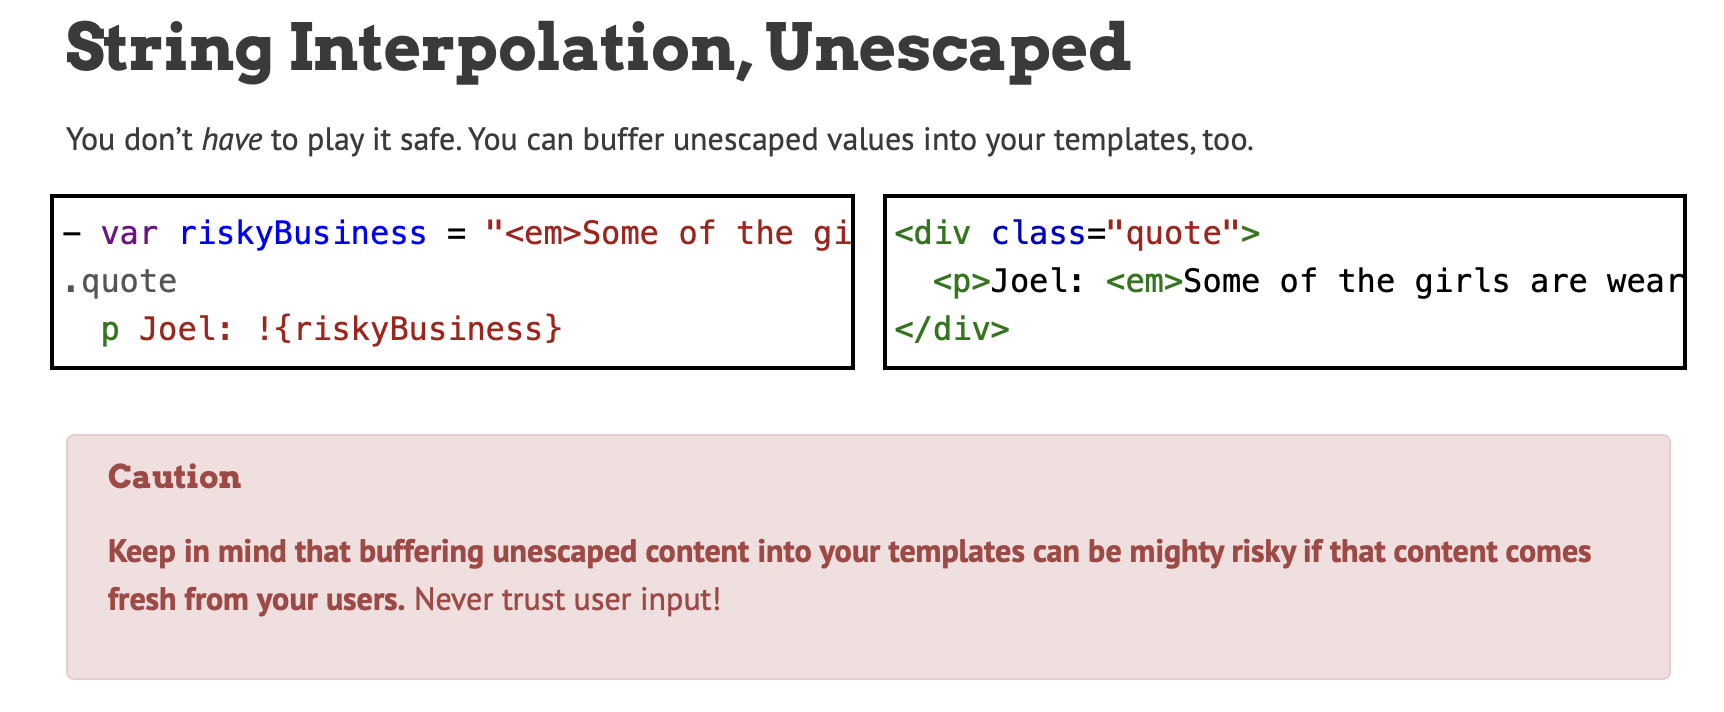 String Interpolation, Unescaped
You don’t have to play it safe. You can buffer unescaped values into your templates, too.
- var riskyBusiness = "<em>Some of the gi
.quote
  p Joel: !{riskyBusiness}
<div class="quote">
  <p>Joel: <em>Some of the girls are wear
</div>
Caution
Keep in mind that buffering unescaped content into your templates can be mighty risky if that content comes
fresh from your users. Never trust user input!